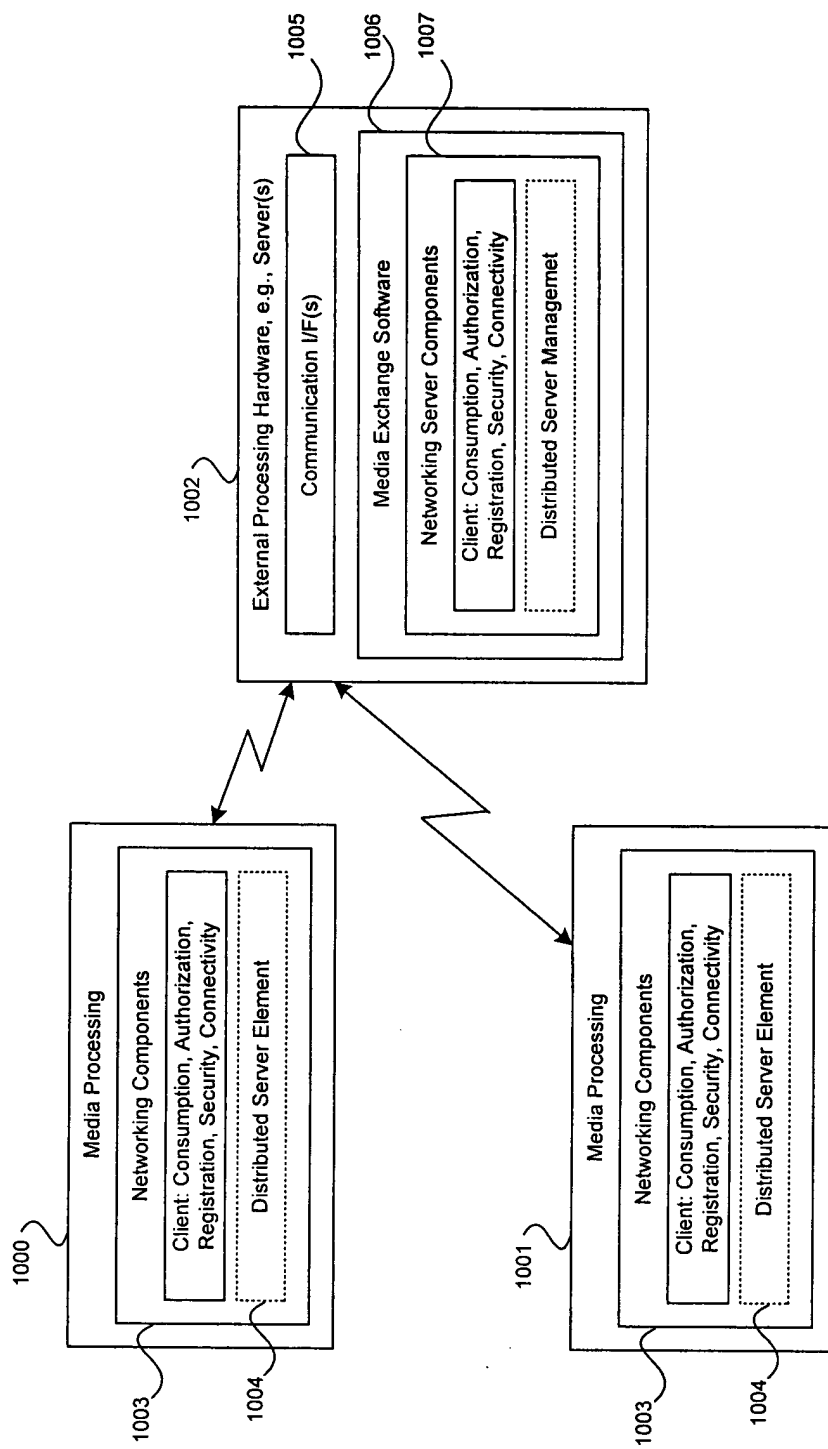 1000
Media Processing
Networking Components
Client: Consumption, Authorization,
Registration, Security, Connectivity
Distributed Server Element
1003
1004
1001
Media Processing
Networking Components
Client: Consumption, Authorization,
Registration, Security, Connectivity
Distributed Server Element
1003
1004
1002
External Processing Hardware, e.g., Server(s)
Communication I/F(s)
Media Exchange Software
Networking Server Components
Client: Consumption, Authorization,
Registration, Security, Connectivity
Distributed Server Managemet
1005
1006
1007